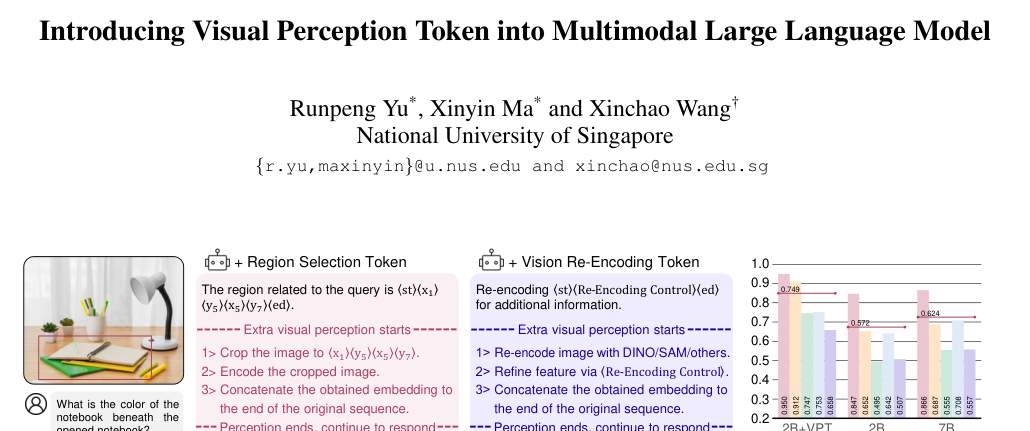 Introducing Visual Perception Token into Multimodal Large Language Model
Runpeng Yu*, Xinyin Ma* and Xinchao Wang†
National University of Singapore
{r.yu,maxinyin}@u.nus.edu and xinchao@nus.edu.sg
What is the color of the
notebook beneath the
opened notebook?
+ Region Selection Token
The region related to the query is ⟨st⟩⟨x₁⟩
⟨y₅⟩⟨x₅⟩⟨y₇⟩⟨ed⟩.
Extra visual perception starts
1> Crop the image to ⟨x₁⟩⟨y₅⟩⟨x₅⟩⟨y₇⟩.
2> Encode the cropped image.
3> Concatenate the obtained embedding to
the end of the original sequence.
Perception ends, continue to respond
+ Vision Re-Encoding Token
Re-encoding ⟨st⟩⟨Re-Encoding Control⟩⟨ed⟩
for additional information.
Extra visual perception starts
1> Re-encode image with DINO/SAM/others.
2> Refine feature via ⟨Re-Encoding Control⟩.
3> Concatenate the obtained embedding to
the end of the original sequence.
Perception ends, continue to respond
1.0
0.9
0.8
0.7
0.6
0.5
0.4
0.3
0.2
0.749
0.572
0.624
0.950
0.912
0.747
0.753
0.658
0.847
0.652
0.495
0.642
0.507
0.866
0.687
0.555
0.708
0.557
2B+VPT
2B
7B